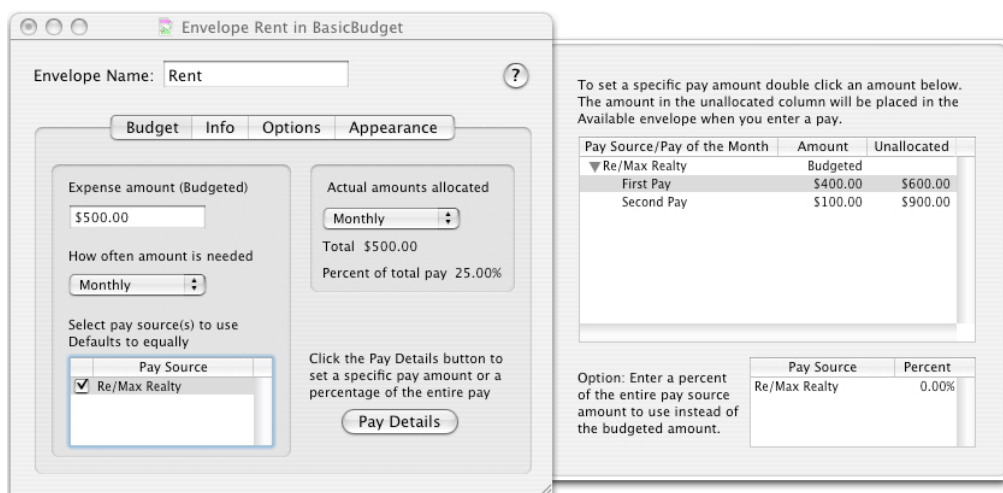 Envelope Rent in BasicBudget
Envelope Name: Rent
?
Budget Info Options Appearance
Expense amount (Budgeted)
$500.00
How often amount is needed
Monthly
Select pay source(s) to use
Defaults to equally
Pay Source
Re/Max Realty
Actual amounts allocated
Monthly
Total $500.00
Percent of total pay 25.00%
Click the Pay Details button to
set a specific pay amount or a
percentage of the entire pay
Pay Details
To set a specific pay amount double click an amount below.
The amount in the unallocated column will be placed in the
Available envelope when you enter a pay.
Pay Source/Pay of the Month Amount Unallocated
Re/Max Realty Budgeted
First Pay $400.00 $600.00
Second Pay $100.00 $900.00
Option: Enter a percent
of the entire pay source
amount to use instead of
the budgeted amount.
Pay Source Percent
Re/Max Realty 0.00%